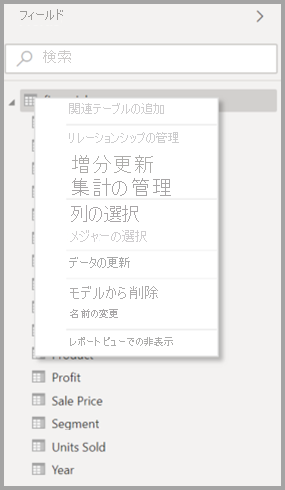 フィールド
検索
関連テーブルの追加
リレーションシップの管理
増分更新
集計の管理
列の選択
メジャーの選択
データの更新
モデルから削除
名前の変更
レポートビューでの非表示
Product
Profit
Sale Price
Segment
Units Sold
Year